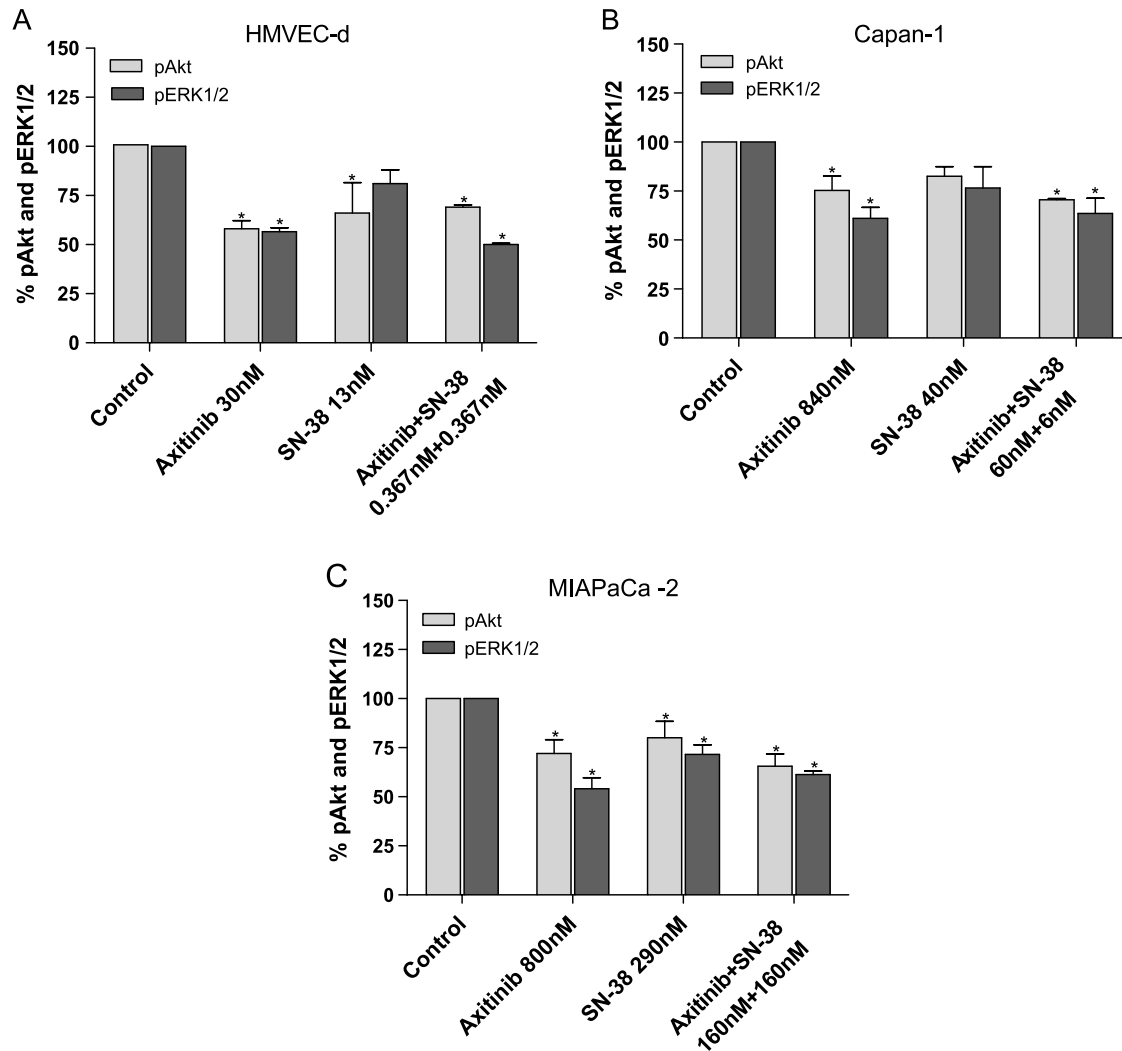 A
HMVEC-d
% pAkt and pERK1/2
150
125
100
75
50
25
0
pAkt
pERK1/2
*
*
*
*
*
Control
Axitinib 30nM
SN-38 13nM
Axitinib+SN-38
0.367nM+0.367nM
B
Capan-1
% pAkt and pERK1/2
150
125
100
75
50
25
0
pAkt
pERK1/2
*
*
*
*
Control
Axitinib 840nM
SN-38 40nM
Axitinib+SN-38
60nM+6nM
C
MIAPaCa -2
% pAkt and pERK1/2
150
125
100
75
50
25
0
pAkt
pERK1/2
*
*
*
*
*
*
Control
Axitinib 800nM
SN-38 290nM
Axitinib+SN-38
160nM+160nM